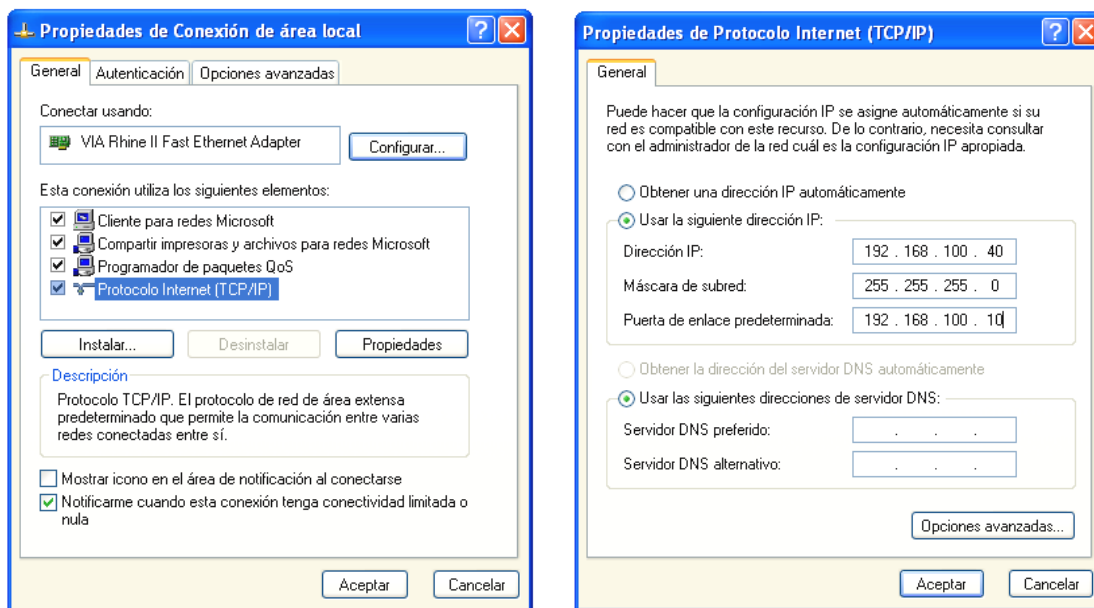 Propiedades de Conexión de área local
General
Autenticación
Opciones avanzadas
Conectar usando:
VIA Rhine II Fast Ethernet Adapter
Configurar...
Esta conexión utiliza los siguientes elementos:
Cliente para redes Microsoft
Compartir impresoras y archivos para redes Microsoft
Programador de paquetes QoS
Protocolo Internet (TCP/IP)
Instalar...
Desinstalar
Propiedades
Descripción
Protocolo TCP/IP. El protocolo de red de área extensa
predeterminado que permite la comunicación entre varias
redes conectadas entre sí.
Mostrar icono en el área de notificación al conectarse
Notificarme cuando esta conexión tenga conectividad limitada o
nula
Aceptar
Cancelar
Propiedades de Protocolo Internet (TCP/IP)
General
Puede hacer que la configuración IP se asigne automáticamente si su
red es compatible con este recurso. De lo contrario, necesita consultar
con el administrador de la red cuál es la configuración IP apropiada.
Obtener una dirección IP automáticamente
Usar la siguiente dirección IP:
Dirección IP: 192 . 168 . 100 . 40
Máscara de subred: 255 . 255 . 255 . 0
Puerta de enlace predeterminada: 192 . 168 . 100 . 10
Obtener la dirección del servidor DNS automáticamente
Usar las siguientes direcciones de servidor DNS:
Servidor DNS preferido: . . .
Servidor DNS alternativo: . . .
Opciones avanzadas...
Aceptar
Cancelar